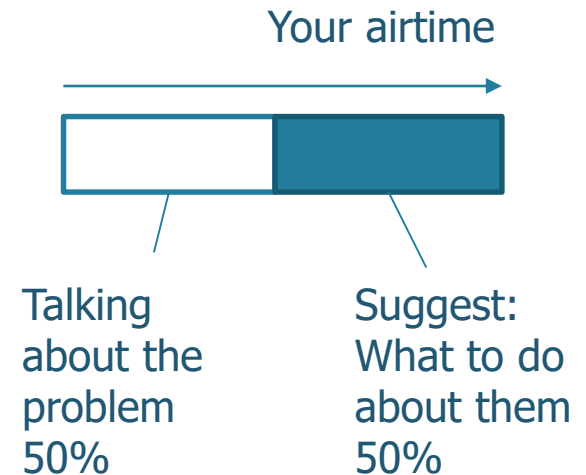 Your airtime
Talking
about the
problem
50%
Suggest:
What to do
about them
50%